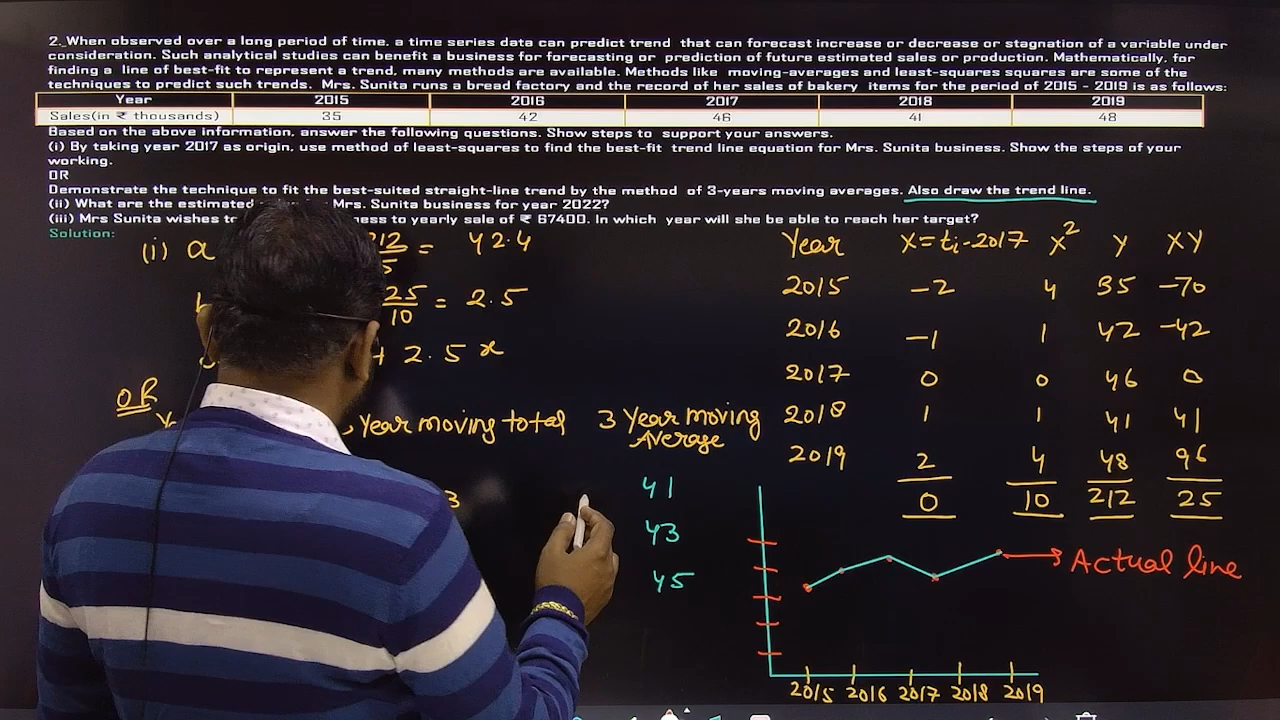 2. When observed over a long period of time, a time series data can predict trend that can forecast increase or decrease or stagnation of a variable under
consideration. Such analytical studies can benefit a business for forecasting or prediction of future estimated sales or production. Mathematically, for
finding a line of best-fit to represent a trend, many methods are available. Methods like moving-averages and least-squares squares are some of the
techniques to predict such trends. Mrs. Sunita runs a bread factory and the record of her sales of bakery items for the period of 2015 - 2019 is as follows:
Year 2015 2016 2017 2018 2019
Sales(in ₹ thousands) 35 42 46 41 48
Based on the above information, answer the following questions. Show steps to support your answers.
(i) By taking year 2017 as origin, use method of least-squares to find the best-fit trend line equation for Mrs. Sunita business. Show the steps of your
working.
OR
Demonstrate the technique to fit the best-suited straight-line trend by the method of 3-years moving averages. Also draw the trend line.
(ii) What are the estimated Mrs. Sunita business for year 2022?
(iii) Mrs Sunita wishes to to yearly sale of ₹ 67400. In which year will she be able to reach her target?
Solution:
(i) a 212/5 = 42.4
25/10 = 2.5
+ 2.5 x
OR
Year moving total 3 Year moving Average
41
43
45
Year X=ti-2017 X² Y XY
2015 -2 4 35 -70
2016 -1 1 42 -42
2017 0 0 46 0
2018 1 1 41 41
2019 2 4 48 96
0 10 212 25
Actual line
2015 2016 2017 2018 2019